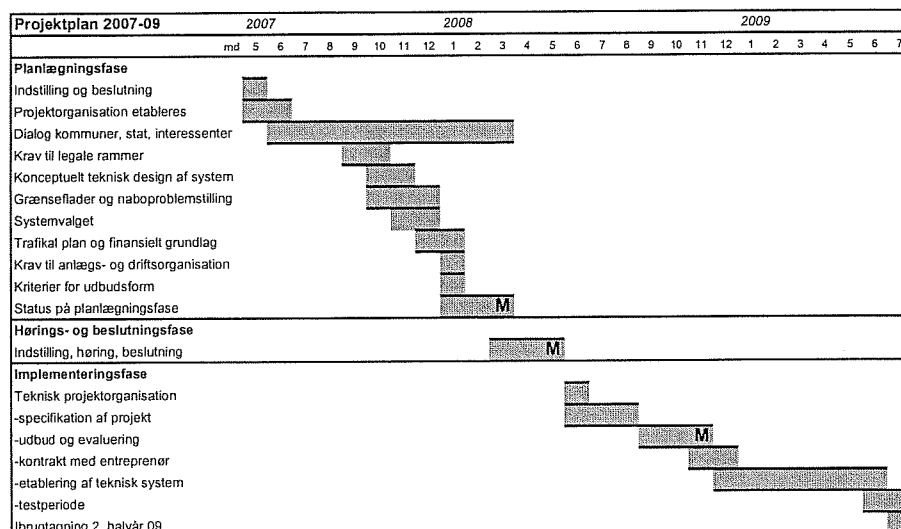 Projektplan 2007-09 2007 2008 2009
md 5 6 7 8 9 10 11 12 1 2 3 4 5 6 7 8 9 10 11 12 1 2 3 4 5 6 7
Planlægningsfase
Indstilling og beslutning
Projektorganisation etableres
Dialog kommuner, stat, interessenter
Krav til legale rammer
Konceptuelt teknisk design af system
Grænseflader og naboproblemstilling
Systemvalget
Trafikal plan og finansielt grundlag
Krav til anlægs- og driftsorganisation
Kriterier for udbudsform
Status på planlægningsfase M
Hørings- og beslutningsfase
Indstilling, høring, beslutning M
Implementeringsfase
Teknisk projektorganisation
-specifikation af projekt
-udbud og evaluering M
-kontrakt med entreprenør
-etablering af teknisk system
-testperiode
Ibrugtagning 2. halvår 09